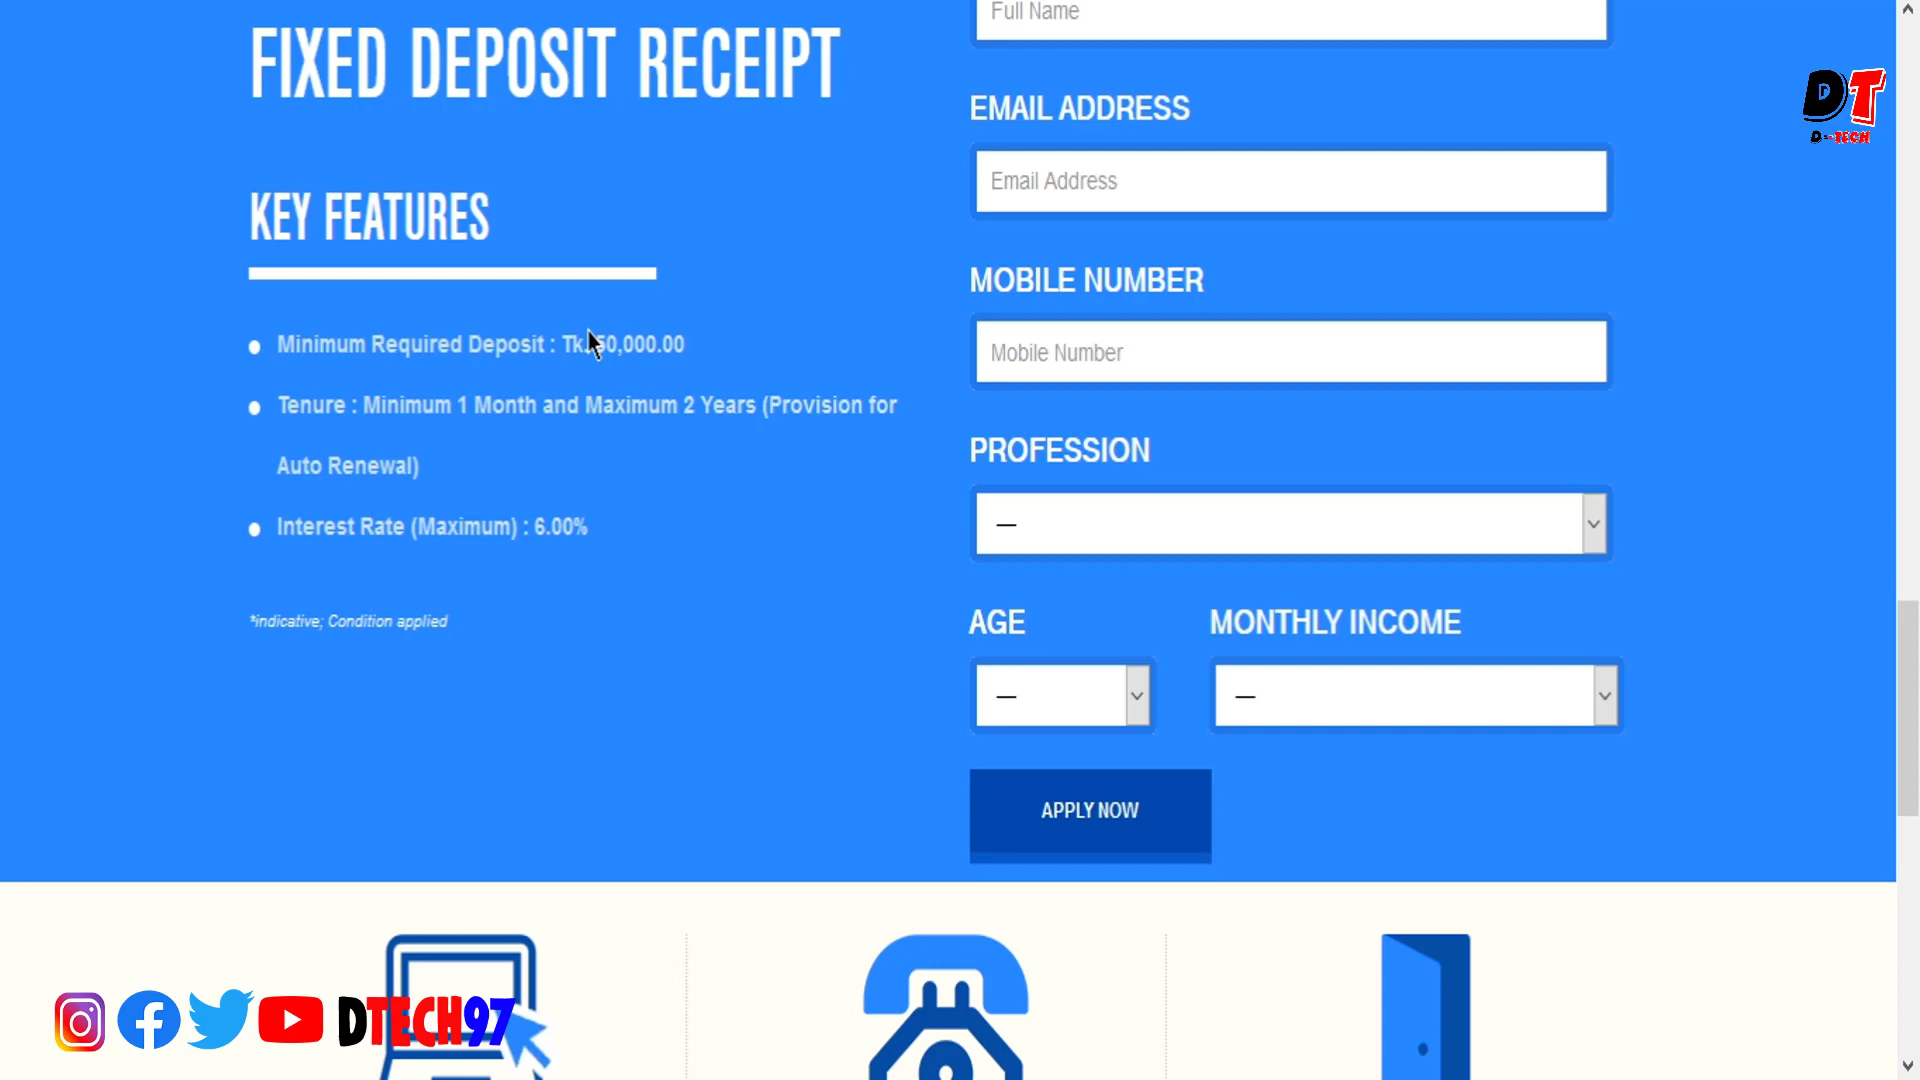 FIXED DEPOSIT RECEIPT
KEY FEATURES
Minimum Required Deposit : Tk. 50,000.00
Tenure : Minimum 1 Month and Maximum 2 Years (Provision for
Auto Renewal)
Interest Rate (Maximum) : 6.00%
*indicative; Condition applied
Full Name
EMAIL ADDRESS
Email Address
MOBILE NUMBER
Mobile Number
PROFESSION
—
AGE
—
MONTHLY INCOME
—
APPLY NOW
DT
D-TECH
DTECH97